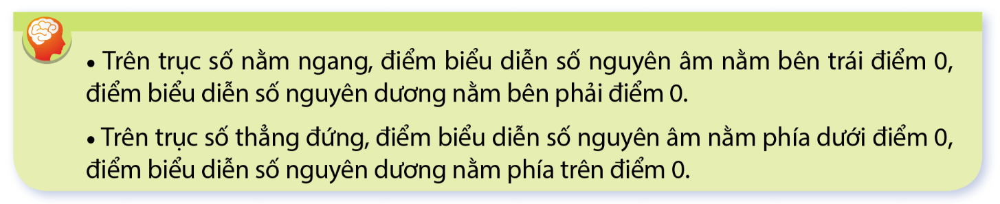 • Trên trục số nằm ngang, điểm biểu diễn số nguyên âm nằm bên trái điểm 0,
điểm biểu diễn số nguyên dương nằm bên phải điểm 0.
• Trên trục số thẳng đứng, điểm biểu diễn số nguyên âm nằm phía dưới điểm 0,
điểm biểu diễn số nguyên dương nằm phía trên điểm 0.